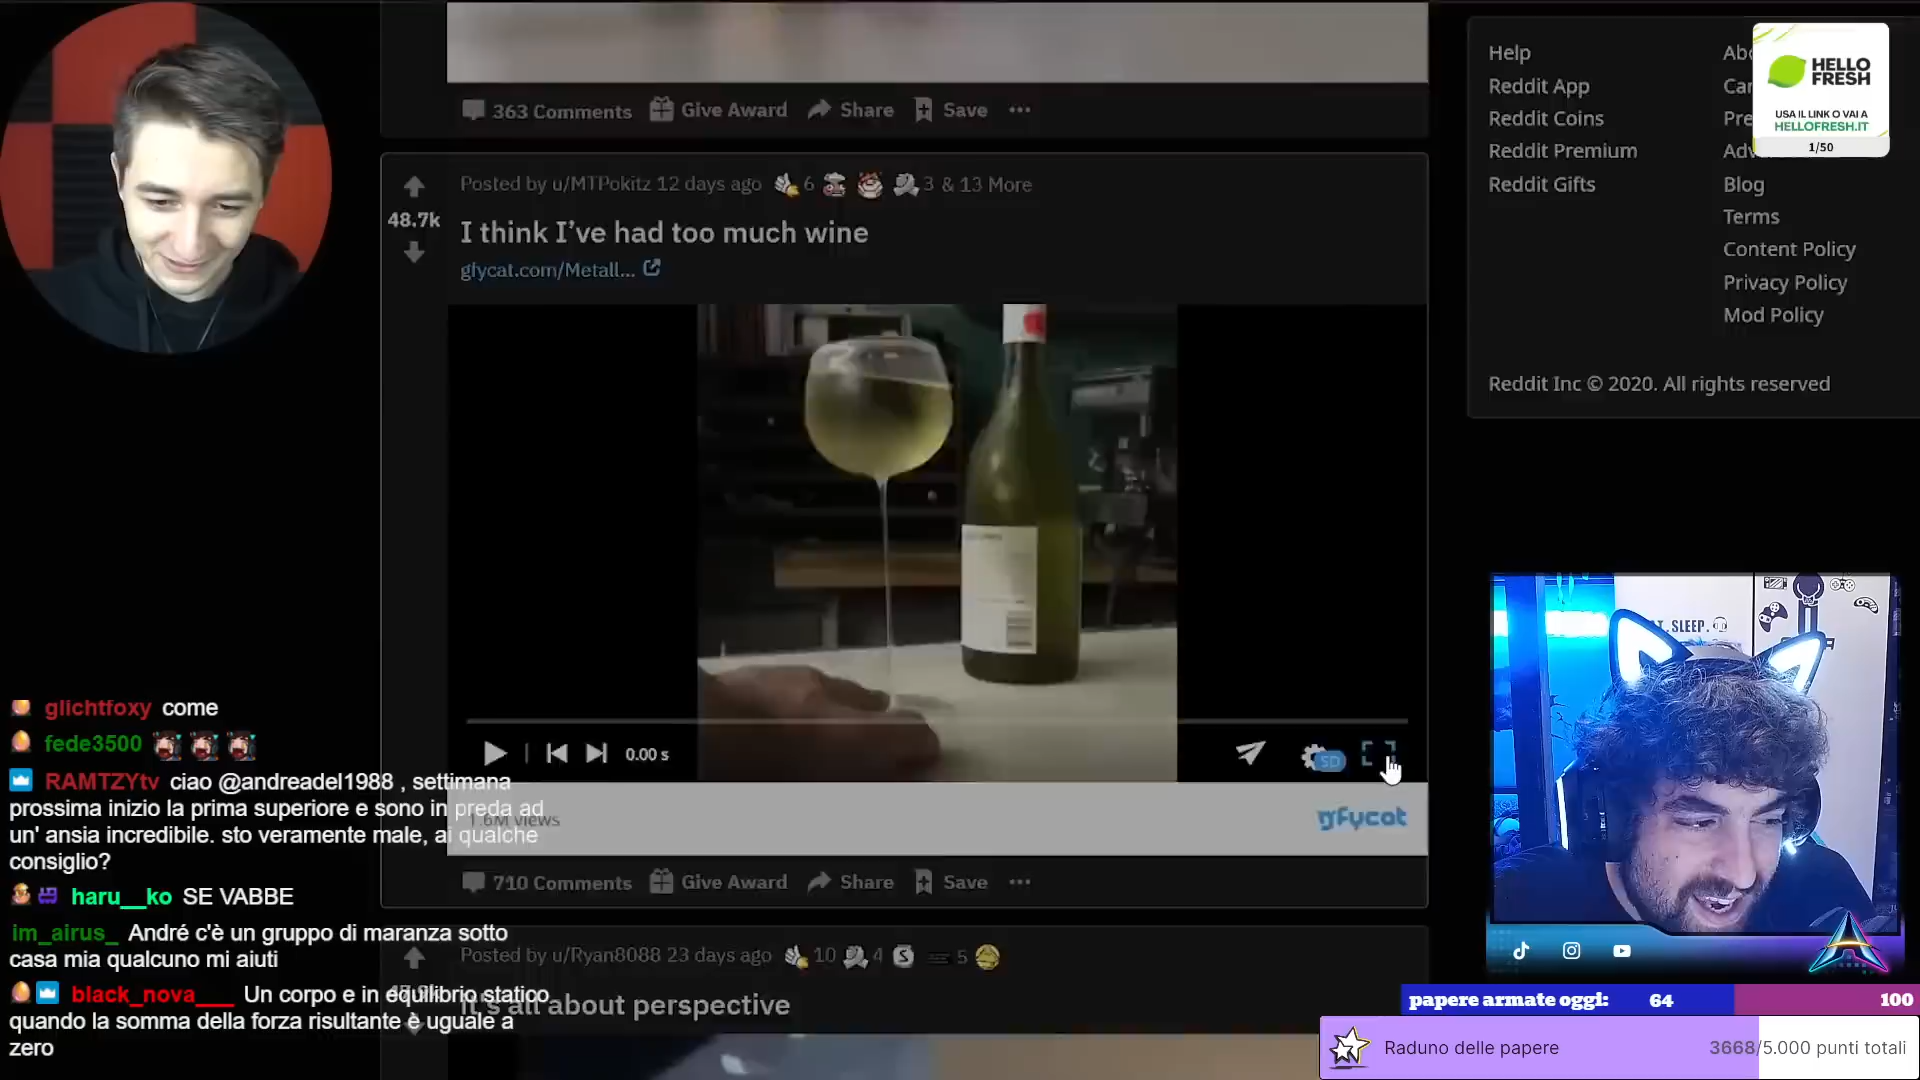 363 Comments Give Award Share Save
Posted by u/MTPokitz 12 days ago 6 3 & 13 More
48.7k
I think I've had too much wine
gfycat.com/Metall...
0.00 s
SD
1.6M views
gfycat
710 Comments Give Award Share Save
Posted by u/Ryan8088 23 days ago 10 4 S 5
It's all about perspective
Help
Reddit App
Reddit Coins
Reddit Premium
Reddit Gifts
Blog
Terms
Content Policy
Privacy Policy
Mod Policy
Reddit Inc © 2020. All rights reserved
HELLO
FRESH
USA IL LINK O VAI A
HELLOFRESH.IT
1/50
glichtfoxy come
fede3500
RAMTZYtv ciao @andreadel1988 , settimana
prossima inizio la prima superiore e sono in preda ad
un' ansia incredibile. sto veramente male, ai qualche
consiglio?
haru__ko SE VABBE
im_airus_ André c'è un gruppo di maranza sotto
casa mia qualcuno mi aiuti
black_nova___ Un corpo e in equilibrio statico
quando la somma della forza risultante è uguale a
zero
SLEEP.
papere armate oggi: 64 100
Raduno delle papere 3668/5.000 punti totali